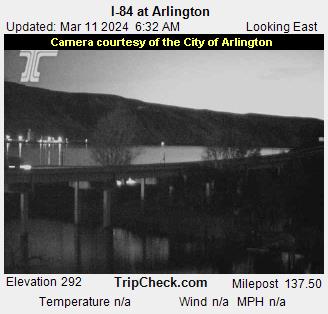 I-84 at Arlington
Updated: Mar 11 2024 6:32 AM Looking East
Camera courtesy of the City of Arlington
Elevation 292 TripCheck.com Milepost 137.50
Temperature n/a Wind n/a MPH n/a